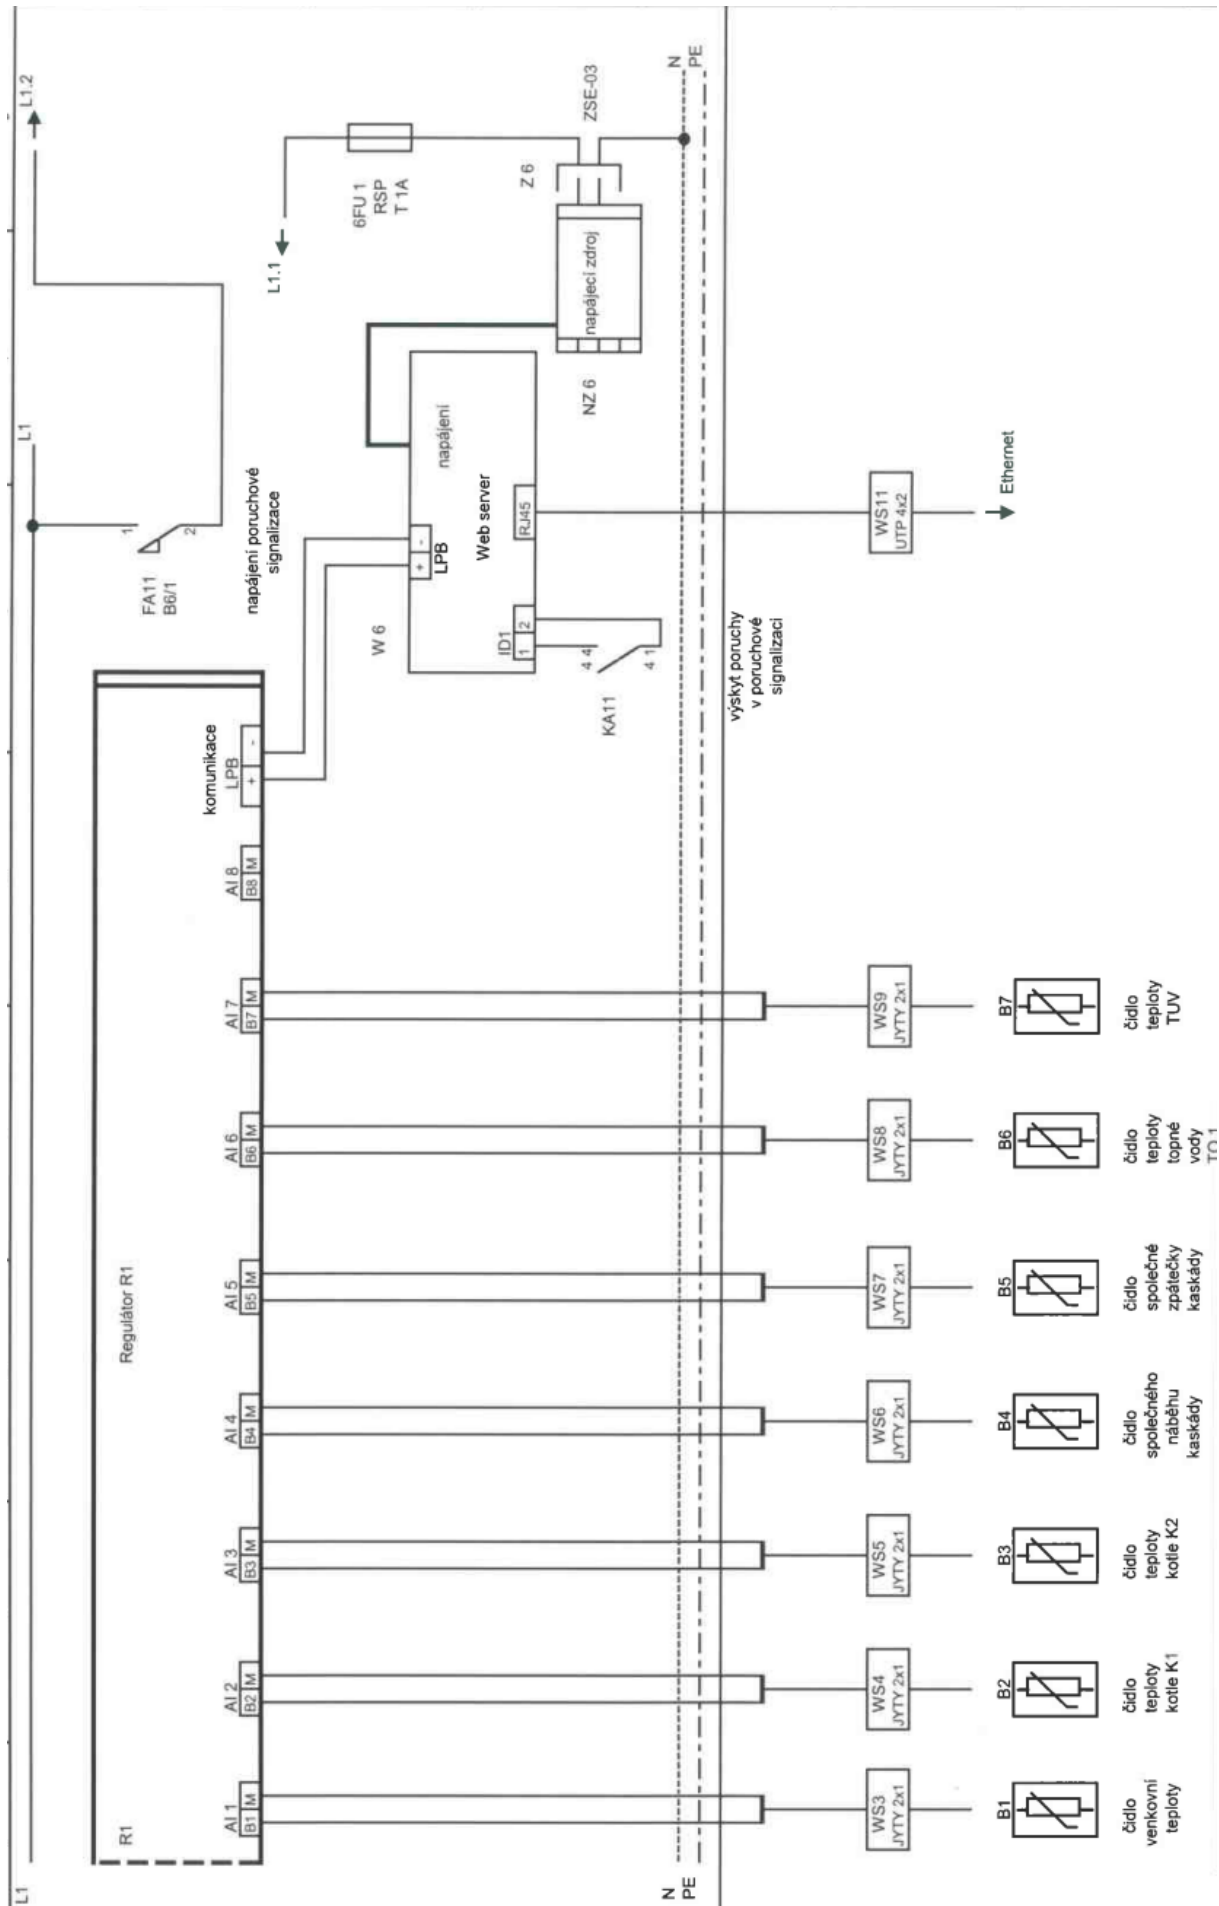 L1
L1
L1.2
R1
Regulátor R1
FA11
B6/1
1
2
AI 1
AI 2
AI 3
AI 4
AI 5
AI 6
AI 7
AI 8
komunikace
LPB
B1 M
B2 M
B3 M
B4 M
B5 M
B6 M
B7 M
B8 M
+ -
napájení poruchové
signalizace
L1.1
6FU 1
RSP
T 1A
W 6
+ -
LPB
napájení
Web server
ID1
1 2
RJ45
Z 6
ZSE-03
napájecí zdroj
NZ 6
4 4
4 1
KA11
N
PE
N
PE
výskyt poruchy
v poruchové
signalizaci
WS3
JYTY 2x1
WS4
JYTY 2x1
WS5
JYTY 2x1
WS6
JYTY 2x1
WS7
JYTY 2x1
WS8
JYTY 2x1
WS9
JYTY 2x1
WS11
UTP 4x2
Ethernet
B1
B2
B3
B4
B5
B6
B7
čidlo
venkovní
teploty
čidlo
teploty
kotle K1
čidlo
teploty
kotle K2
čidlo
společného
náběhu
kaskády
čidlo
společné
zpátečky
kaskády
čidlo
teploty
topné
vody
TO 1
čidlo
teploty
TUV